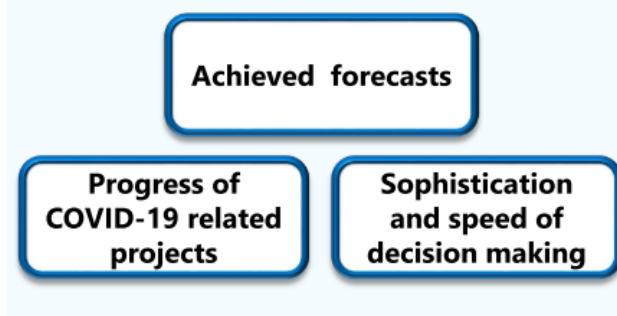 Achieved forecasts
Progress of
COVID-19 related
projects
Sophistication
and speed of
decision making